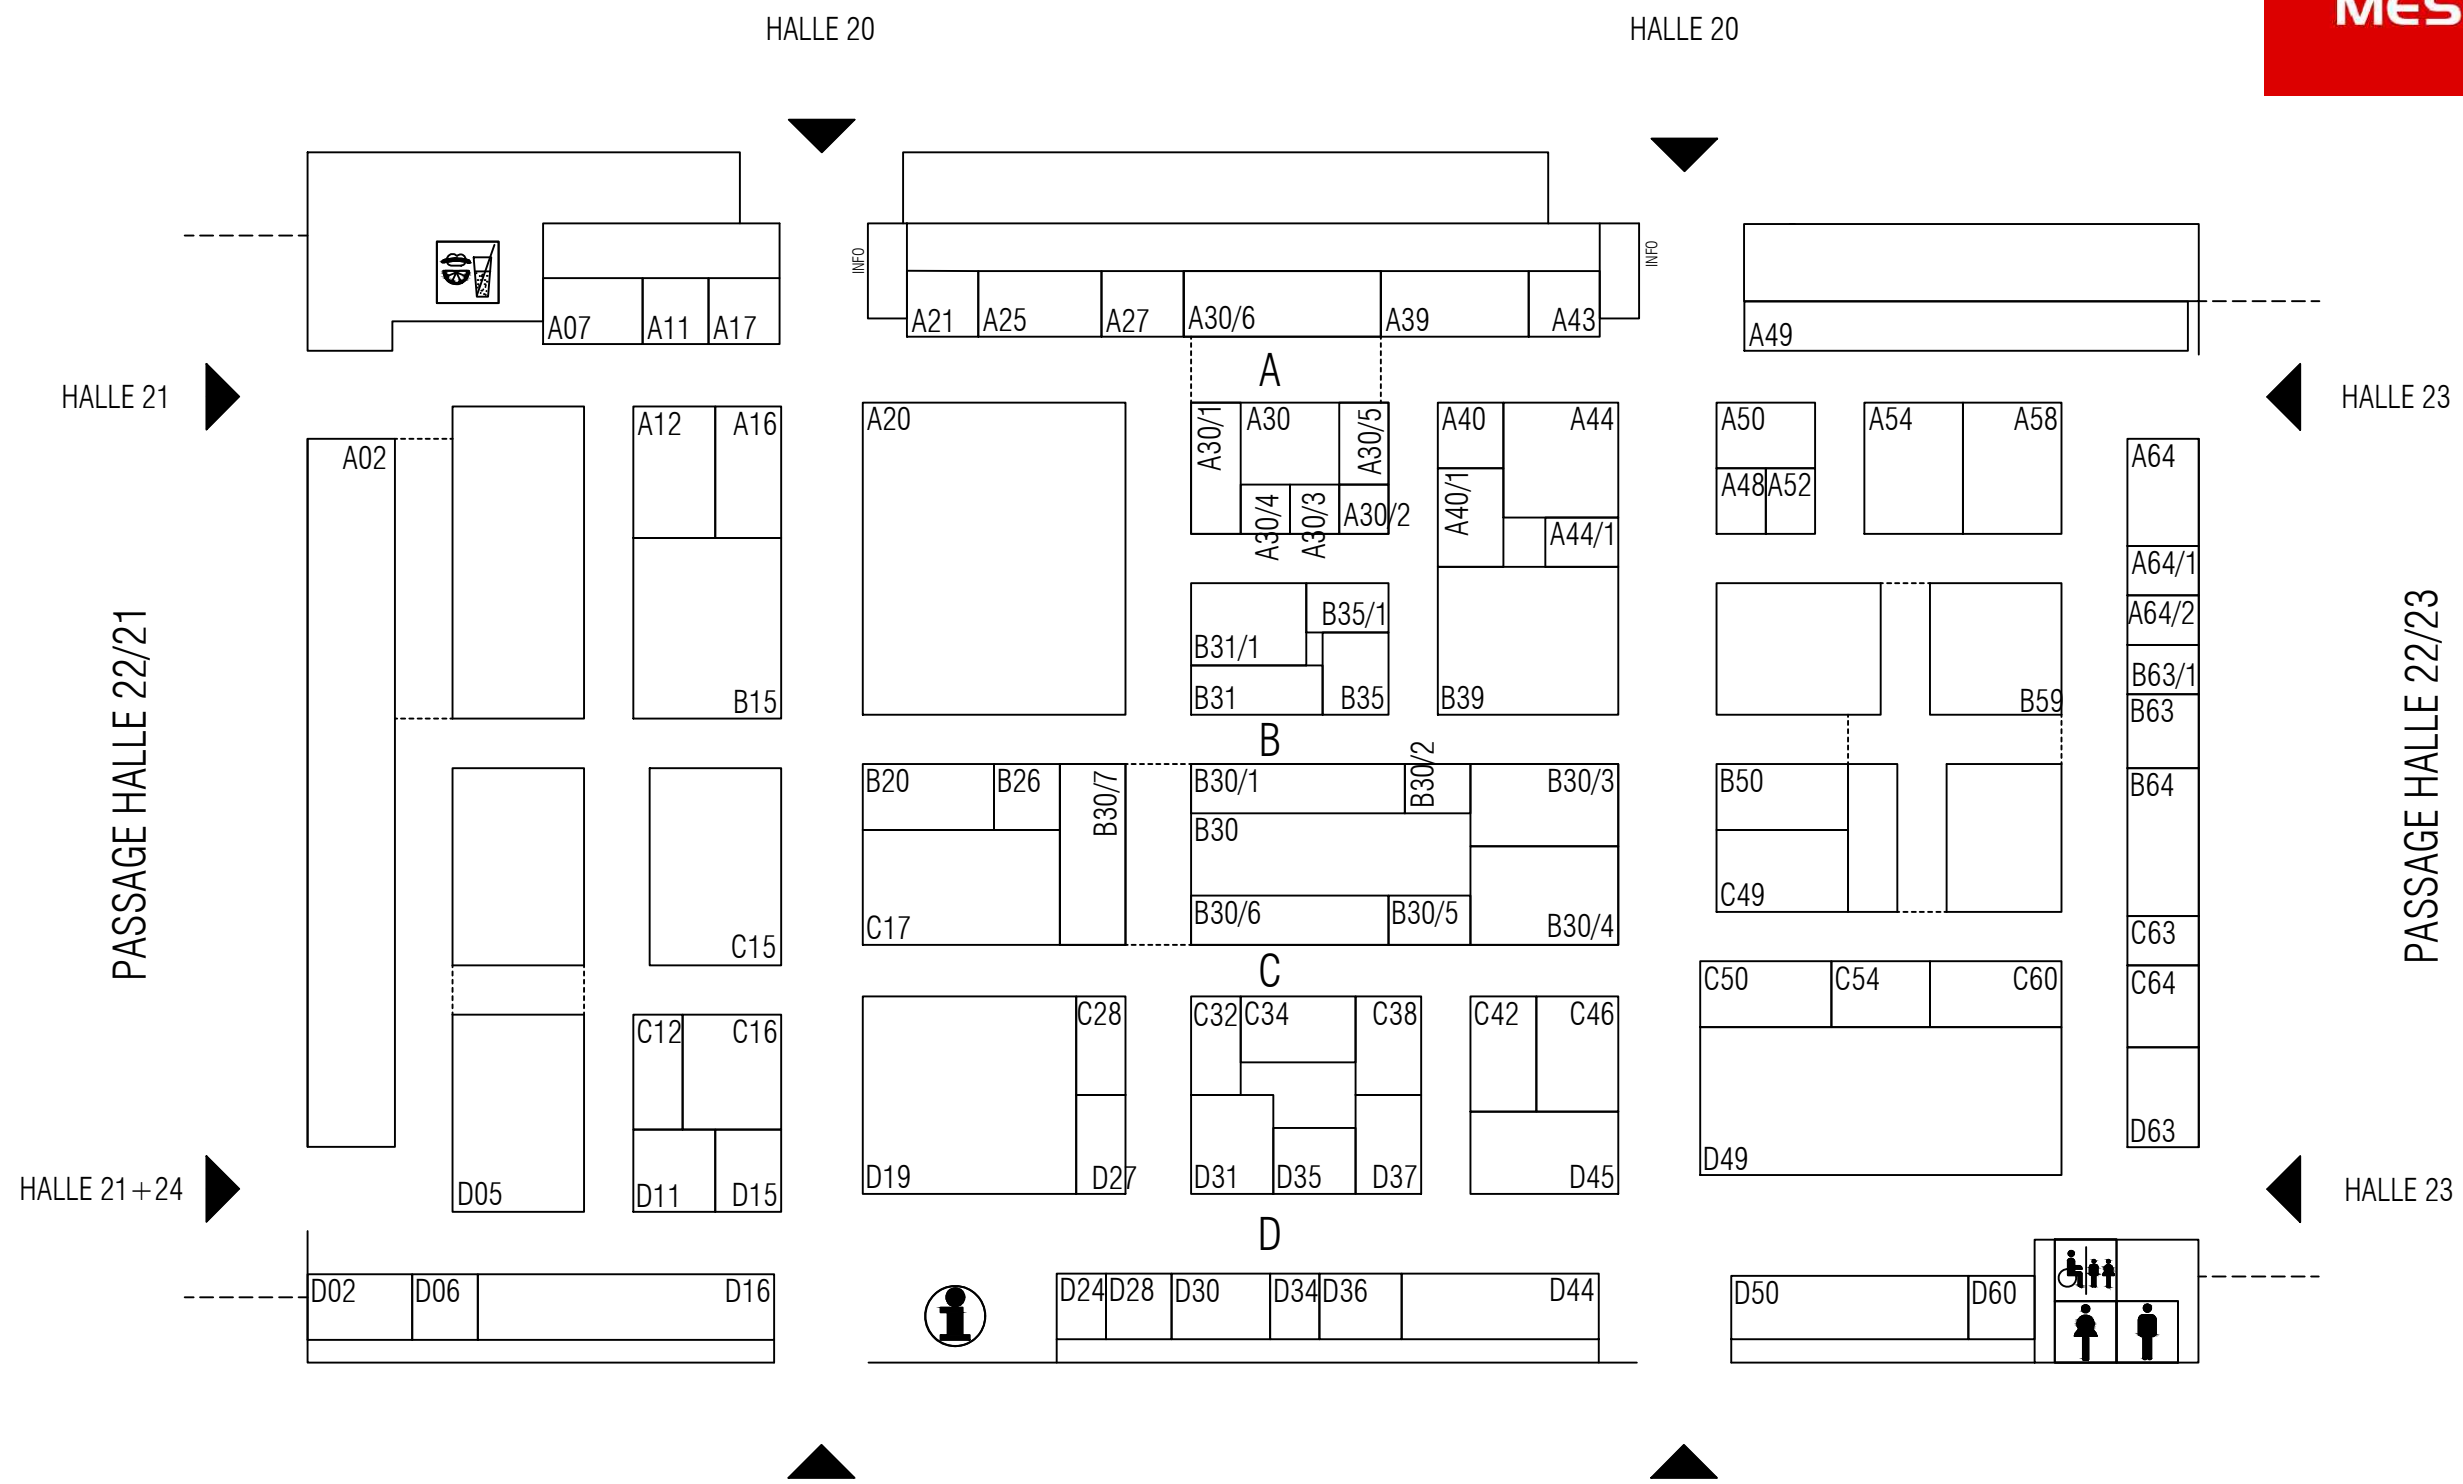 MES
HALLE 20
HALLE 20
INFO
INFO
A07
A11
A17
A21
A25
A27
A30/6
A39
A43
A49
A
HALLE 21
HALLE 23
A02
A12
A16
A20
A30/1
A30
A30/5
A40
A44
A50
A54
A58
A64
A40/1
A48
A52
A30/4
A30/3
A30/2
A44/1
A64/1
A64/2
B31/1
B35/1
B63/1
PASSAGE HALLE 22/21
PASSAGE HALLE 22/23
B15
B31
B35
B39
B59
B63
B
B20
B26
B30/7
B30/1
B30/2
B30/3
B50
B64
B30
C49
C17
B30/6
B30/5
B30/4
C15
C63
C
C50
C54
C60
C64
C12
C16
C28
C32
C34
C38
C42
C46
D63
D49
D05
D11
D15
D19
D27
D31
D35
D37
D45
HALLE 21+24
HALLE 23
D
D02
D06
D16
D24
D28
D30
D34
D36
D44
D50
D60